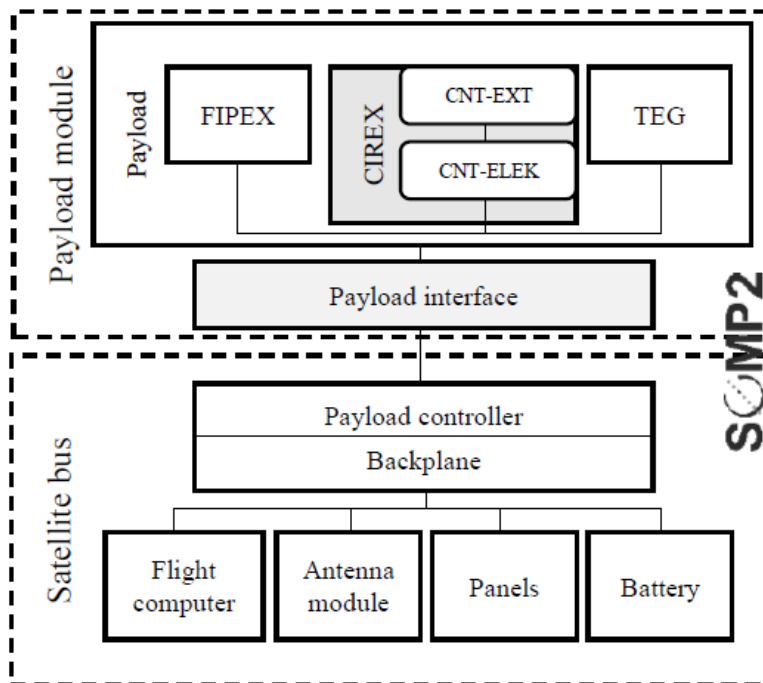 Payload module
Payload
FIPEX
CIREX
CNT-EXT
CNT-ELEK
TEG
Payload interface
SOMP2
Satellite bus
Payload controller
Backplane
Flight
computer
Antenna
module
Panels
Battery